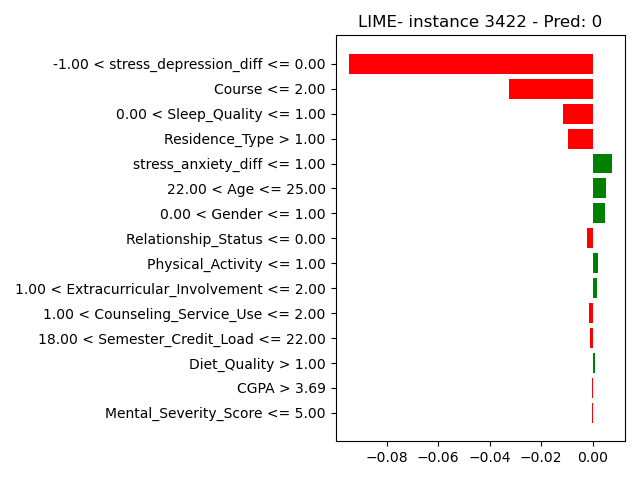 LIME- instance 3422 - Pred: 0
-1.00 < stress_depression_diff <= 0.00
Course <= 2.00
0.00 < Sleep_Quality <= 1.00
Residence_Type > 1.00
stress_anxiety_diff <= 1.00
22.00 < Age <= 25.00
0.00 < Gender <= 1.00
Relationship_Status <= 0.00
Physical_Activity <= 1.00
1.00 < Extracurricular_Involvement <= 2.00
1.00 < Counseling_Service_Use <= 2.00
18.00 < Semester_Credit_Load <= 22.00
Diet_Quality > 1.00
CGPA > 3.69
Mental_Severity_Score <= 5.00
−0.08 −0.06 −0.04 −0.02 0.00